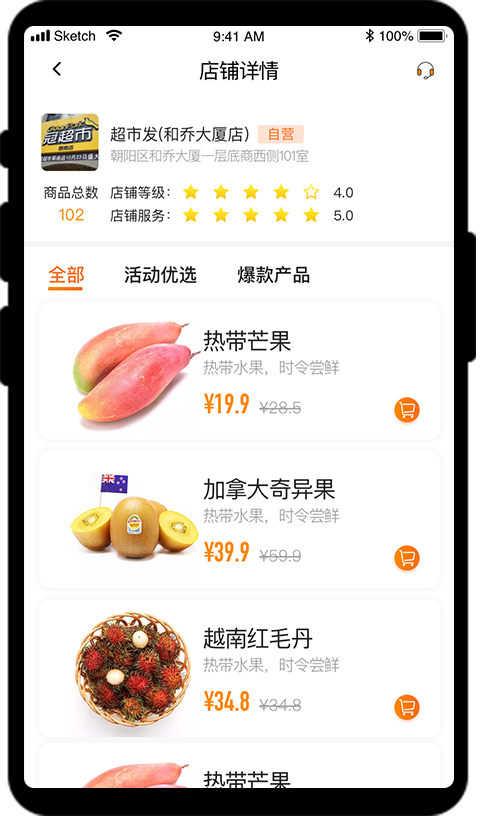 Sketch 9:41 AM 100%
店铺详情
冠超市
超市发(和乔大厦店) 自营
朝阳区和乔大厦一层底商西侧101室
商品总数 店铺等级: 4.0
102 店铺服务: 5.0
全部 活动优选 爆款产品
热带芒果
热带水果，时令尝鲜
¥19.9 ¥28.5
加拿大奇异果
热带水果，时令尝鲜
¥39.9 ¥59.9
越南红毛丹
热带水果，时令尝鲜
¥34.8 ¥34.8
热带芒果